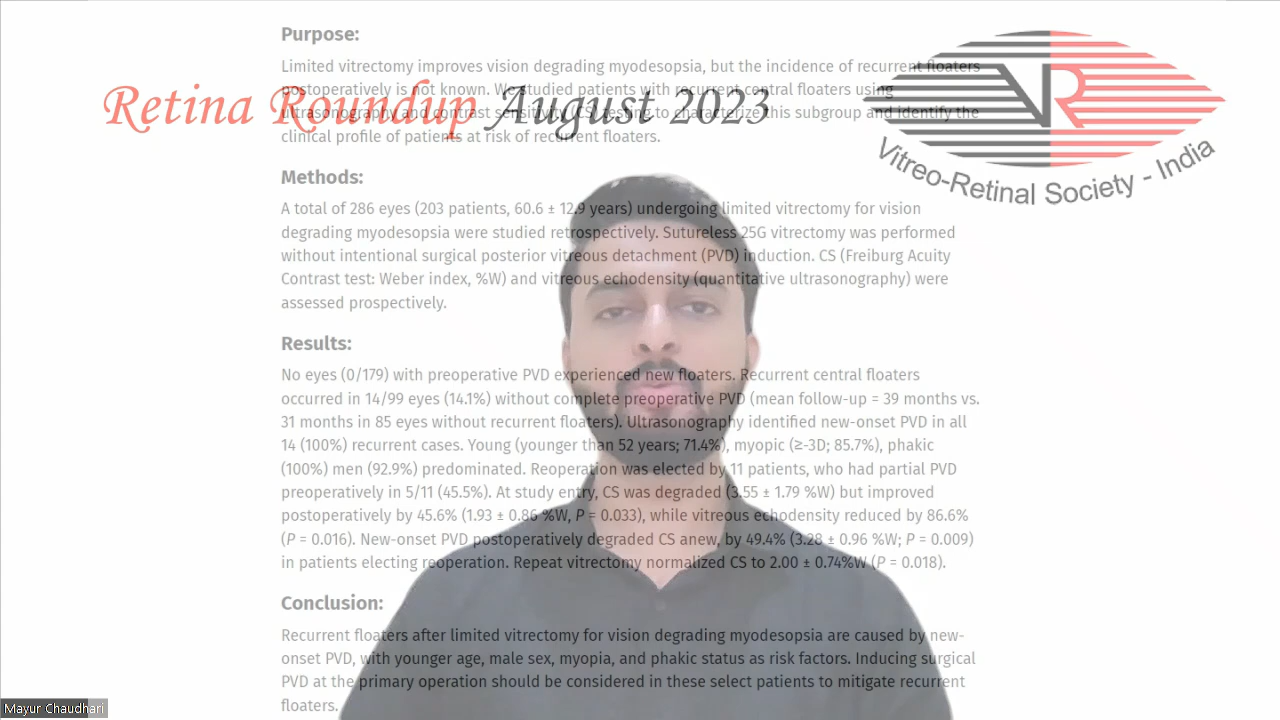 Retina Roundup August 2023
VR
Vitreo-Retinal Society - India
Purpose:
Limited vitrectomy improves vision degrading myodesopsia, but the incidence of recurrent floaters
postoperatively is not known. We studied patients with recurrent central floaters using
ultrasonography and contrast sensitivity (CS) testing to characterize this subgroup and identify the
clinical profile of patients at risk of recurrent floaters.
Methods:
A total of 286 eyes (203 patients, 60.6 ± 12.9 years) undergoing limited vitrectomy for vision
degrading myodesopsia were studied retrospectively. Sutureless 25G vitrectomy was performed
without intentional surgical posterior vitreous detachment (PVD) induction. CS (Freiburg Acuity
Contrast test: Weber index, %W) and vitreous echodensity (quantitative ultrasonography) were
assessed prospectively.
Results:
No eyes (0/179) with preoperative PVD experienced new floaters. Recurrent central floaters
occurred in 14/99 eyes (14.1%) without complete preoperative PVD (mean follow-up = 39 months vs.
31 months in 85 eyes without recurrent floaters). Ultrasonography identified new-onset PVD in all
14 (100%) recurrent cases. Young (younger than 52 years; 71.4%), myopic (≥-3D; 85.7%), phakic
(100%) men (92.9%) predominated. Reoperation was elected by 11 patients, who had partial PVD
preoperatively in 5/11 (45.5%). At study entry, CS was degraded (3.55 ± 1.79 %W) but improved
postoperatively by 45.6% (1.93 ± 0.86 %W, P = 0.033), while vitreous echodensity reduced by 86.6%
(P = 0.016). New-onset PVD postoperatively degraded CS anew, by 49.4% (3.28 ± 0.96 %W; P = 0.009)
in patients electing reoperation. Repeat vitrectomy normalized CS to 2.00 ± 0.74%W (P = 0.018).
Conclusion:
Recurrent floaters after limited vitrectomy for vision degrading myodesopsia are caused by new-
onset PVD, with younger age, male sex, myopia, and phakic status as risk factors. Inducing surgical
PVD at the primary operation should be considered in these select patients to mitigate recurrent
floaters.
Mayur Chaudhari